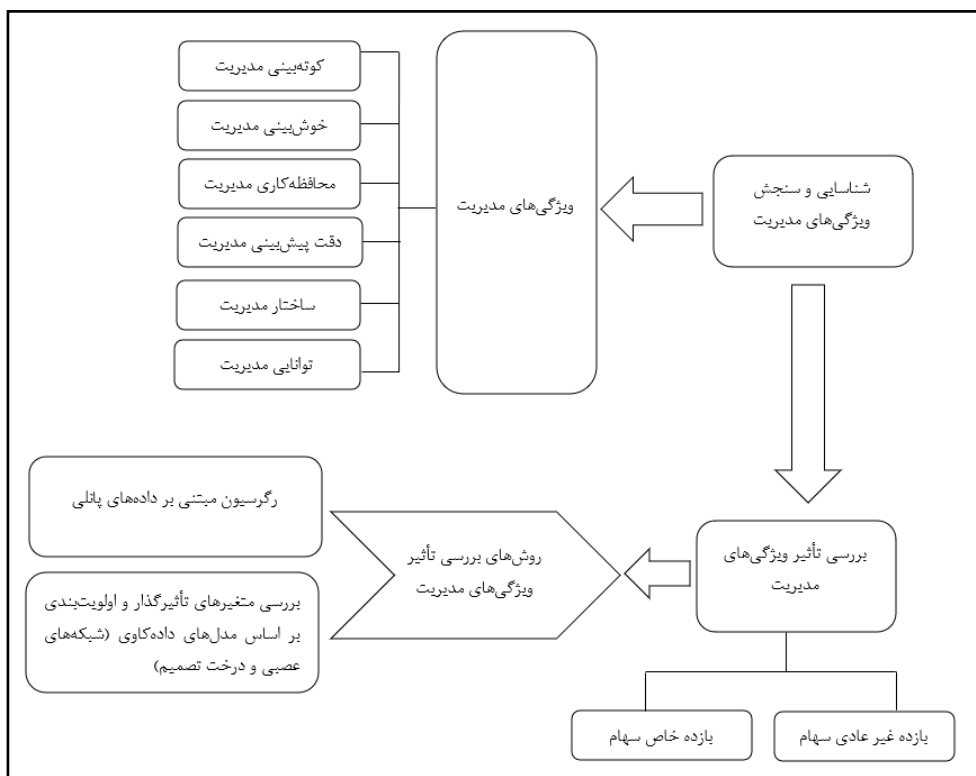 شناسایی و سنجش
ویژگی‌های مدیریت
ویژگی‌های مدیریت
کوته‌بینی مدیریت
خوش‌بینی مدیریت
محافظه‌کاری مدیریت
دقت پیش‌بینی مدیریت
ساختار مدیریت
توانایی مدیریت
بررسی تأثیر ویژگی‌های
مدیریت
روش‌های بررسی تأثیر
ویژگی‌های مدیریت
رگرسیون مبتنی بر داده‌های پانلی
بررسی متغیرهای تأثیرگذار و اولویت‌بندی
بر اساس مدل‌های داده‌کاوی (شبکه‌های
عصبی و درخت تصمیم)
بازده غیر عادی سهام
بازده خاص سهام